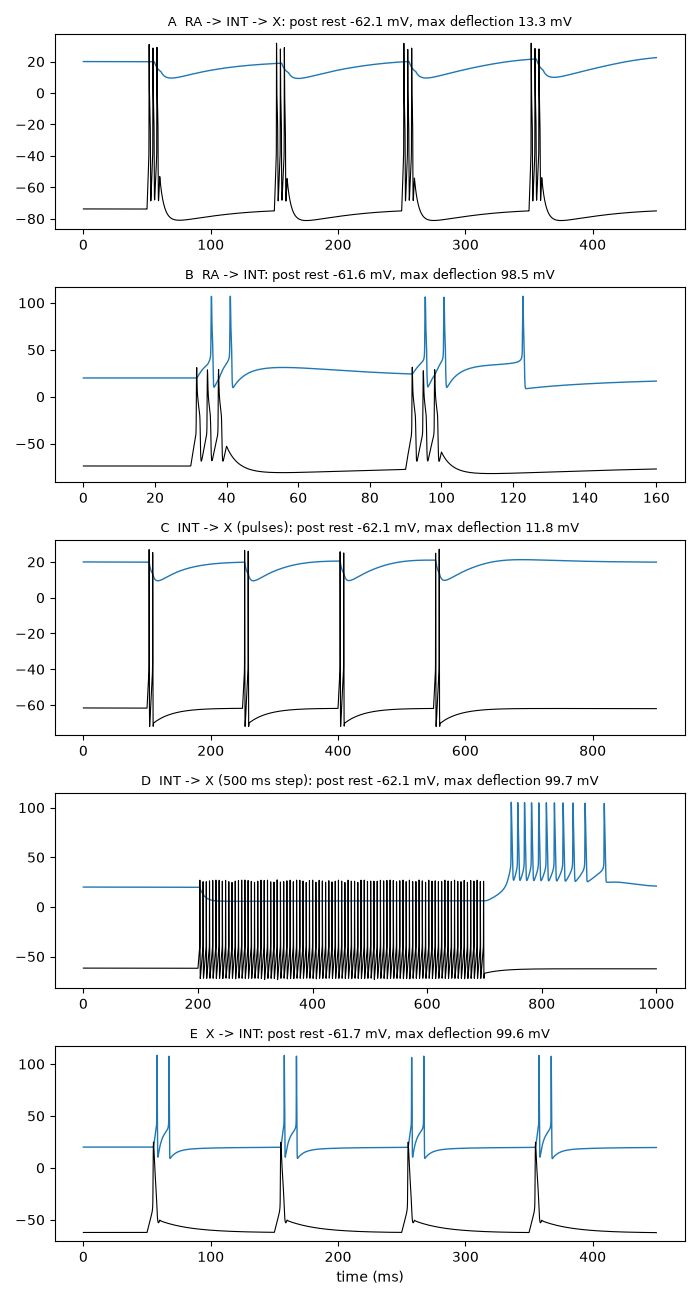 A  RA -> INT -> X: post rest -62.1 mV, max deflection 13.3 mV
20
0
−20
−40
−60
−80
0 100 200 300 400
B  RA -> INT: post rest -61.6 mV, max deflection 98.5 mV
100
50
0
−50
0 20 40 60 80 100 120 140 160
C  INT -> X (pulses): post rest -62.1 mV, max deflection 11.8 mV
20
0
−20
−40
−60
0 200 400 600 800
D  INT -> X (500 ms step): post rest -62.1 mV, max deflection 99.7 mV
100
50
0
−50
0 200 400 600 800 1000
E  X -> INT: post rest -61.7 mV, max deflection 99.6 mV
100
50
0
−50
0 100 200 300 400
time (ms)